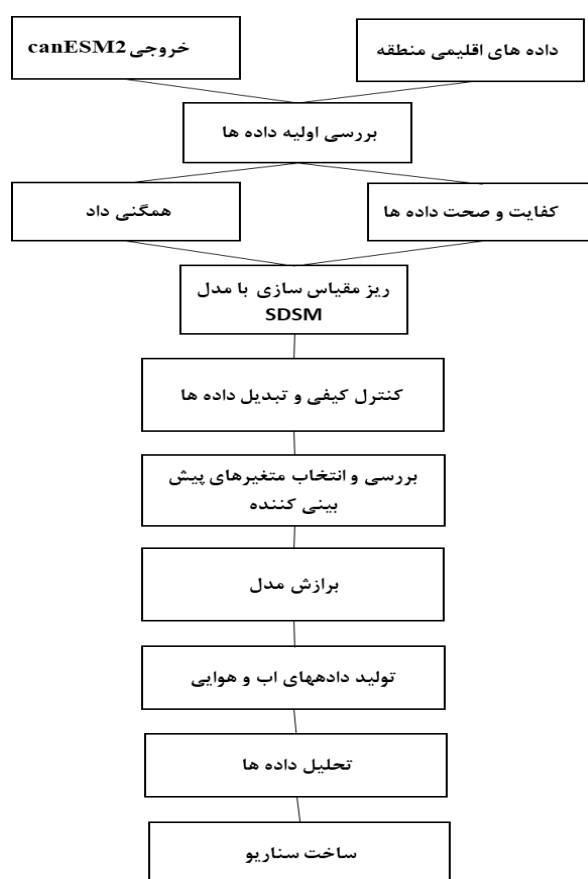 داده های اقلیمی منطقه
خروجی canESM2
بررسی اولیه داده ها
کفایت و صحت داده ها
همگنی داد
ریز مقیاس سازی با مدل
SDSM
کنترل کیفی و تبدیل داده ها
بررسی و انتخاب متغیرهای پیش
بینی کننده
برازش مدل
تولید دادههای اب و هوایی
تحلیل داده ها
ساخت سناریو